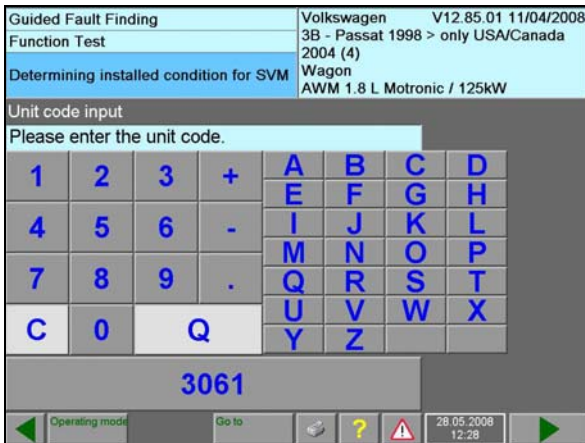 Guided Fault Finding
Function Test
Determining installed condition for SVM
Volkswagen V12.85.01 11/04/2008
3B - Passat 1998 > only USA/Canada
2004 (4)
Wagon
AWM 1.8 L Motronic / 125kW
Unit code input
Please enter the unit code.
1 2 3 + A B C D
E F G H
4 5 6 - I J K L
M N O P
7 8 9 . Q R S T
U V W X
C 0 Q Y Z
3061
Operating mode Go to ? ! 28.05.2008
12:28